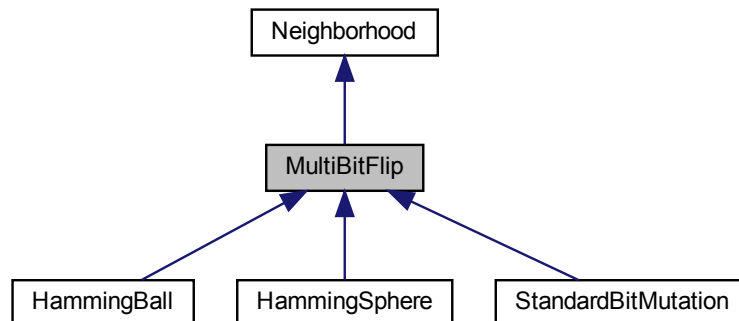 Neighborhood
MultiBitFlip
HammingBall
HammingSphere
StandardBitMutation